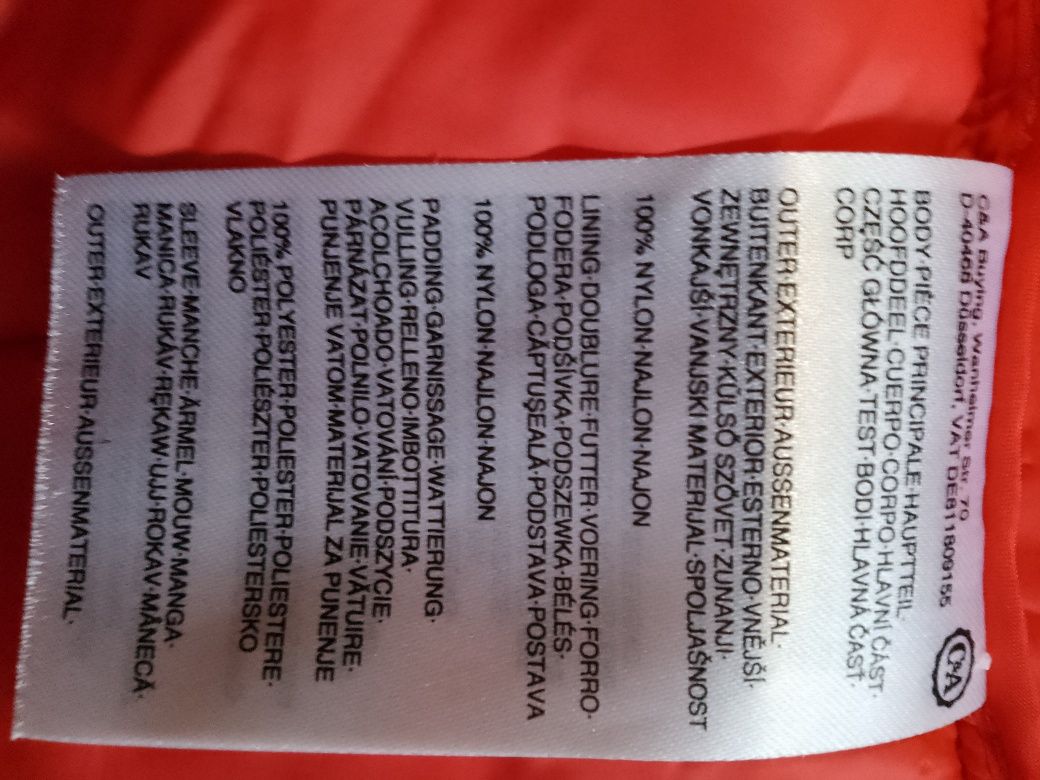 C&A Buying, Wanheimer Str. 70
D-40468 Düsseldorf, VAT DE811809155
C&A
BODY·PIÈCE PRINCIPALE·HAUPTTEIL·
HOOFDDEEL·CUERPO·CORPO·HLAVNÍ ČÁST·
CZĘŚĆ GŁÓWNA·TEST·BODI·HLAVNÁ ČASŤ·
CORP
OUTER·EXTERIEUR·AUSSENMATERIAL·
BUITENKANT·EXTERIOR·ESTERNO·VNĚJŠÍ·
ZEWNĘTRZNY·KÜLSŐ SZÖVET·ZUNANJI·
VONKAJŠÍ·VANJSKI MATERIJAL·SPOLJAŠNOST
100% NYLON·NAJLON·NAJON
LINING·DOUBLURE·FUTTER·VOERING·FORRO·
FODERA·PODŠÍVKA·PODSZEWKA·BÉLÉS·
PODLOGA·CĂPTUŞEALĂ·PODSTAVA·POSTAVA
100% NYLON·NAJLON·NAJON
PADDING·GARNISSAGE·WATTIERUNG·
VULLING·RELLENO·IMBOTTITURA·
ACOLCHOADO·VATOVÁNÍ·PODSZYCIE·
PÁRNÁZAT·POLNILO·VATOVANIE·VĂTUIRE·
PUNJENJE VATOM·MATERIJAL ZA PUNENJE
100% POLYESTER·POLIESTER·POLIESTERE·
POLIÉSTER·POLIÉSZTER·POLIESTERSKO
VLAKNO
SLEEVE·MANCHE·ÄRMEL·MOUW·MANGA·
MANICA·RUKÁV·RĘKAW·UJJ·ROKAV·MÂNECĂ·
RUKAV
OUTER·EXTERIEUR·AUSSENMATERIAL·